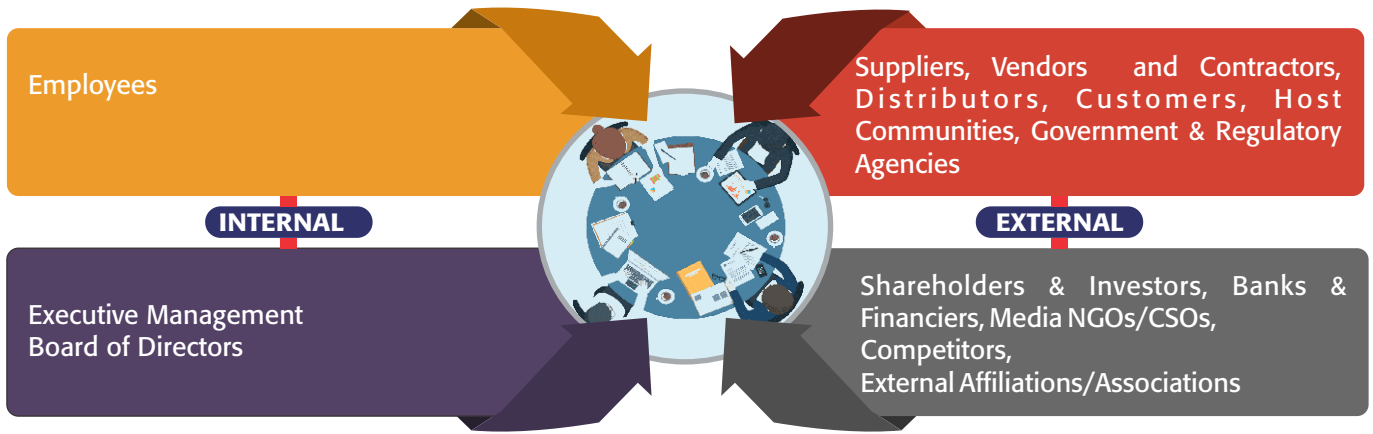 Employees
INTERNAL
Executive Management
Board of Directors
Suppliers, Vendors and Contractors,
Distributors, Customers, Host
Communities, Government & Regulatory
Agencies
EXTERNAL
Shareholders & Investors, Banks &
Financiers, Media NGOs/CSOs,
Competitors,
External Affiliations/Associations